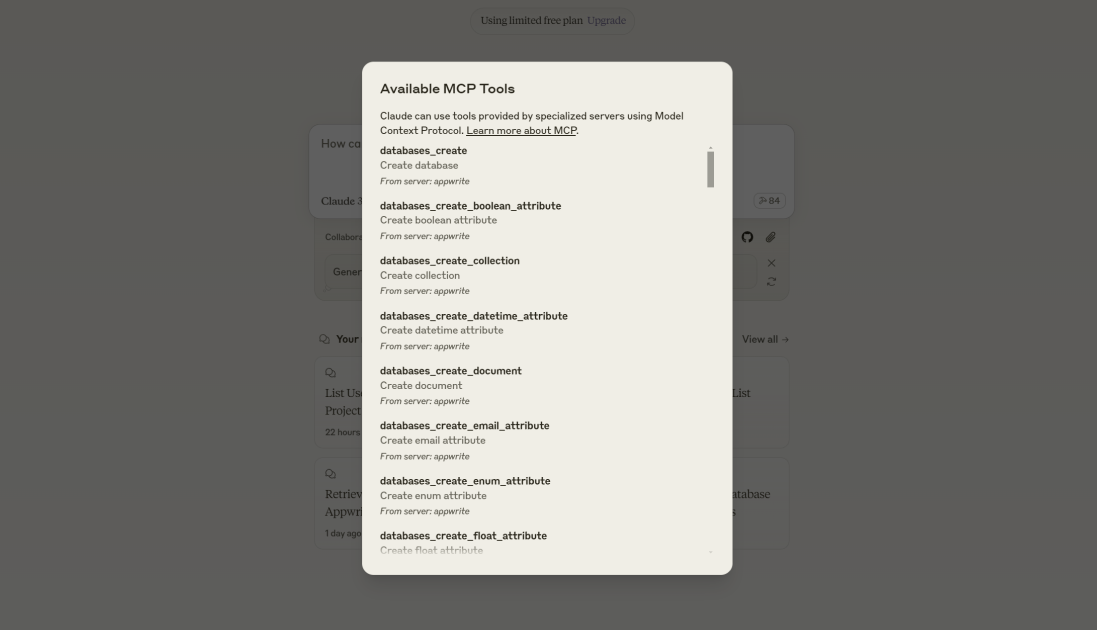 Using limited free plan Upgrade
Available MCP Tools
Claude can use tools provided by specialized servers using Model
Context Protocol. Learn more about MCP.
databases_create
Create database
From server: appwrite
databases_create_boolean_attribute
Create boolean attribute
From server: appwrite
databases_create_collection
Create collection
From server: appwrite
databases_create_datetime_attribute
Create datetime attribute
From server: appwrite
databases_create_document
Create document
From server: appwrite
databases_create_email_attribute
Create email attribute
From server: appwrite
databases_create_enum_attribute
Create enum attribute
From server: appwrite
databases_create_float_attribute
Create float attribute
How ca
Claude 3
84
Collabora
Gener
Your
View all →
List Us
Project
22 hours
List
Retriev
Appwri
1 day ago
atabase
s